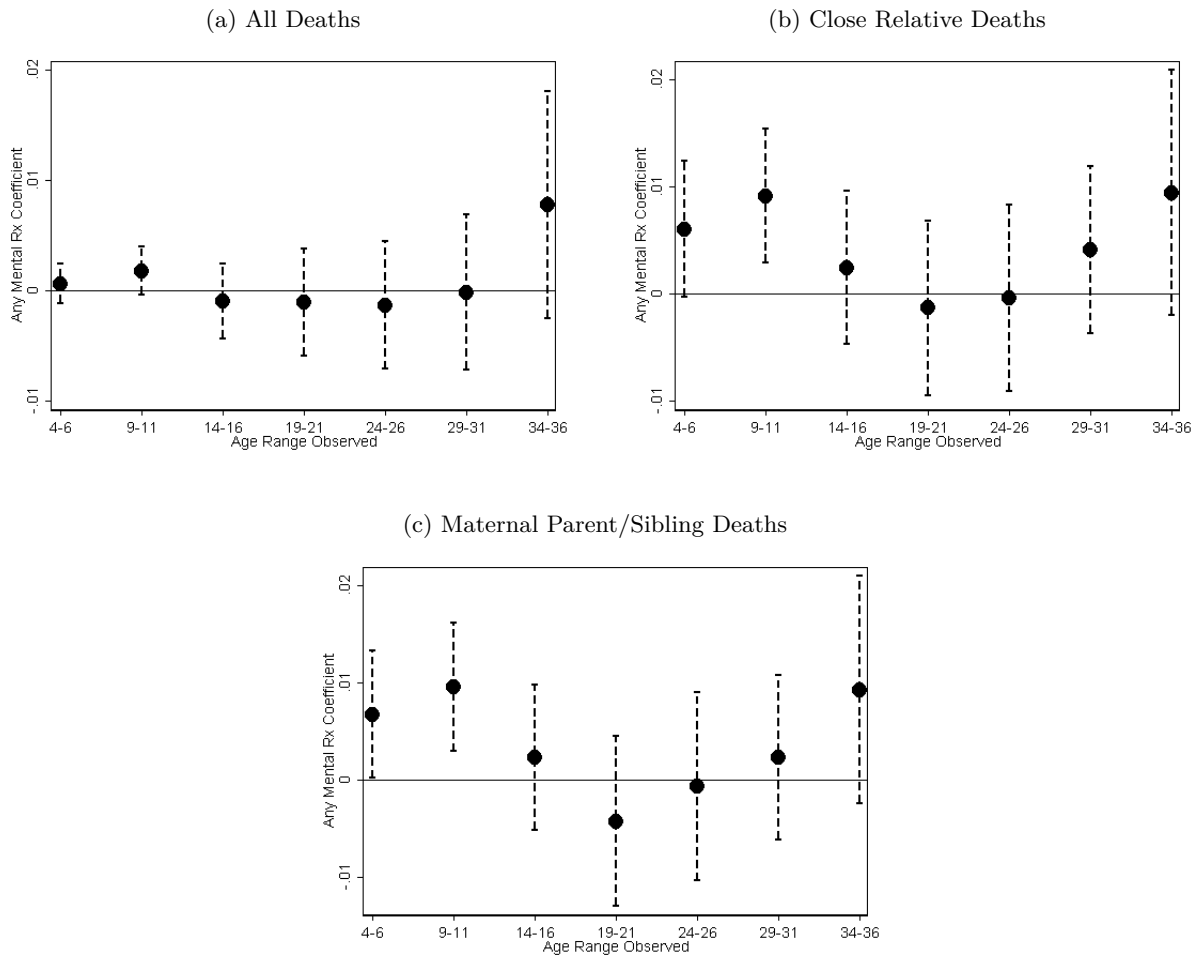 (a) All Deaths
Any Mental Rx Coefficient
.02
.01
0
-.01
4-6 9-11 14-16 19-21 24-26 29-31 34-36
Age Range Observed
(b) Close Relative Deaths
Any Mental Rx Coefficient
.02
.01
0
-.01
4-6 9-11 14-16 19-21 24-26 29-31 34-36
Age Range Observed
(c) Maternal Parent/Sibling Deaths
Any Mental Rx Coefficient
.02
.01
0
-.01
4-6 9-11 14-16 19-21 24-26 29-31 34-36
Age Range Observed